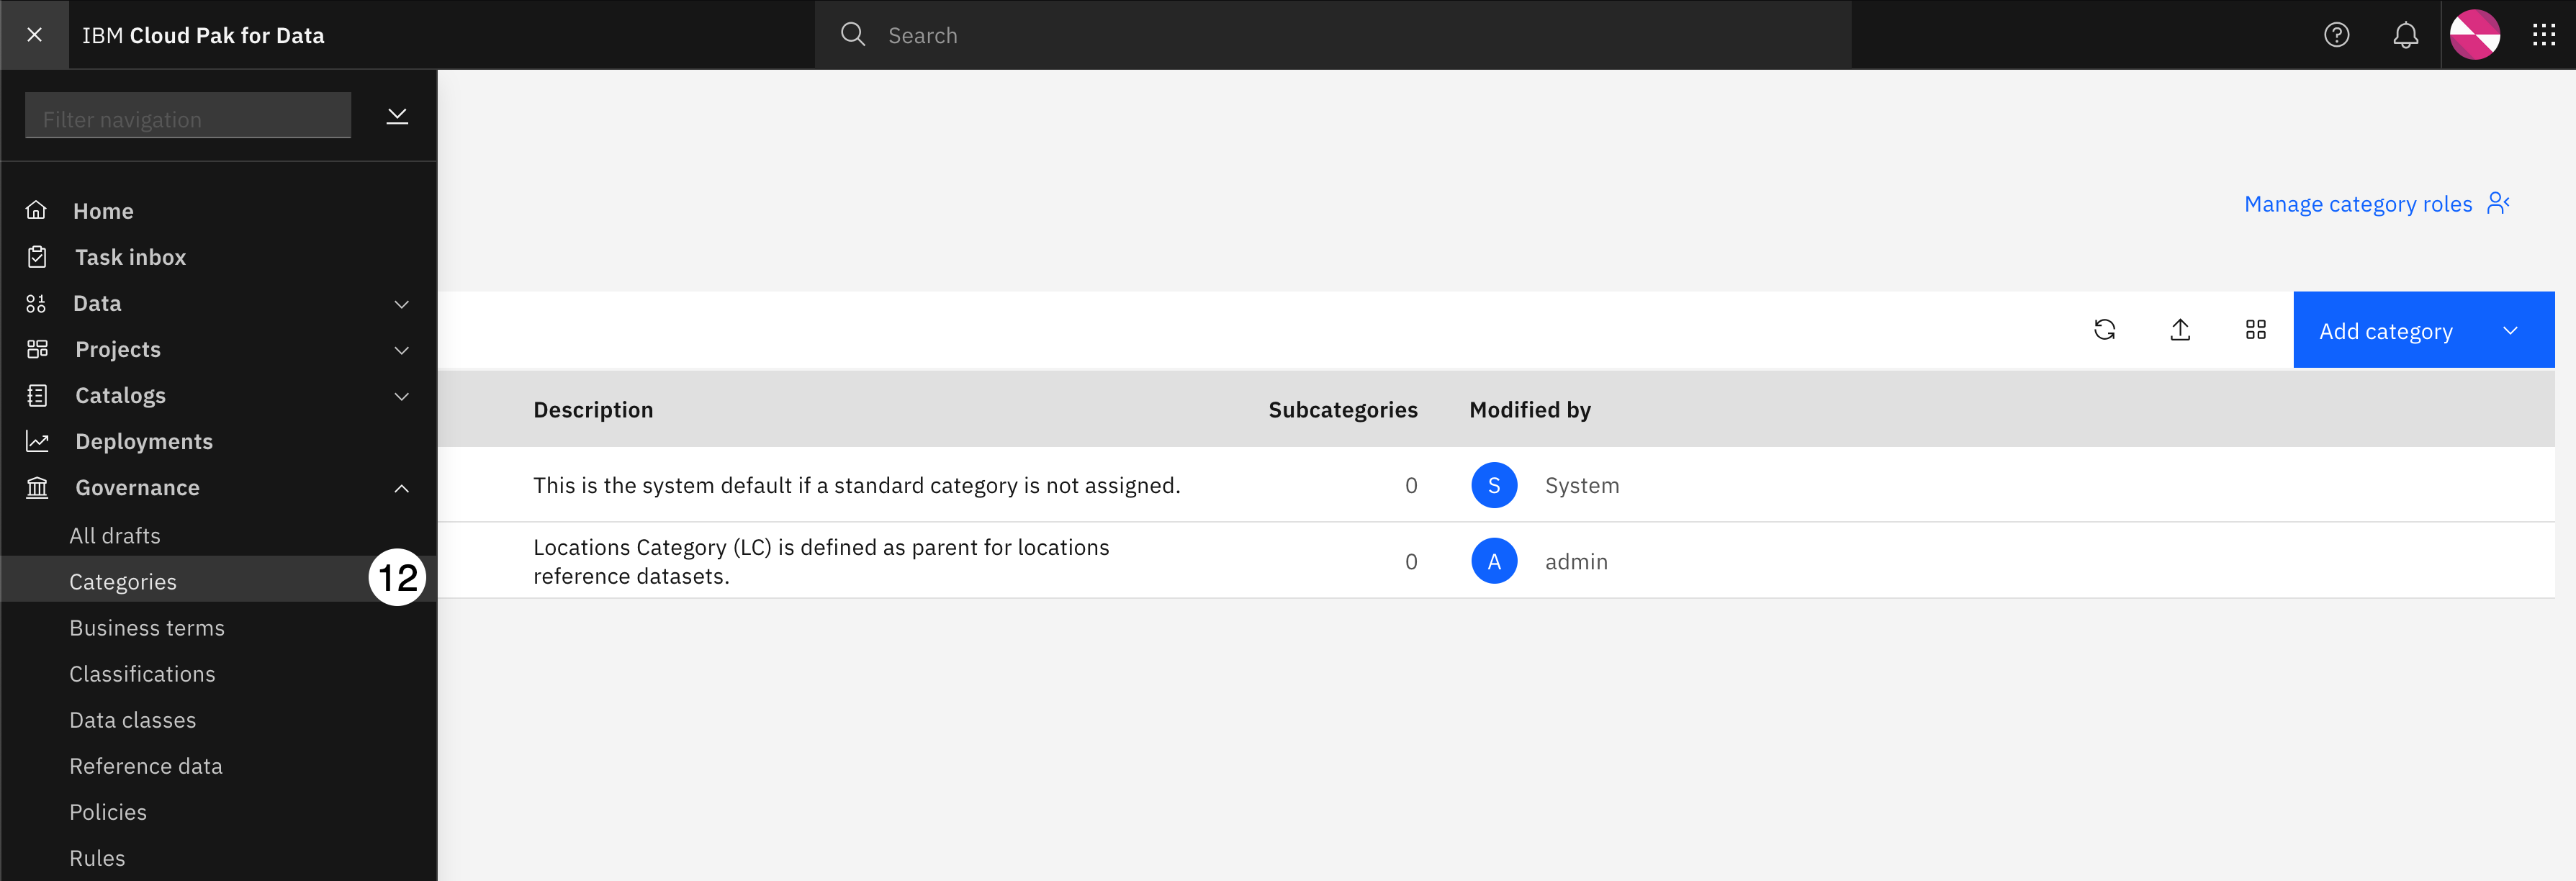 IBM Cloud Pak for Data
Search
Filter navigation
Home
Task inbox
Data
Projects
Catalogs
Deployments
Governance
All drafts
Categories
12
Business terms
Classifications
Data classes
Reference data
Policies
Rules
Manage category roles
Add category
Description Subcategories Modified by
This is the system default if a standard category is not assigned. 0 S System
Locations Category (LC) is defined as parent for locations
reference datasets. 0 A admin